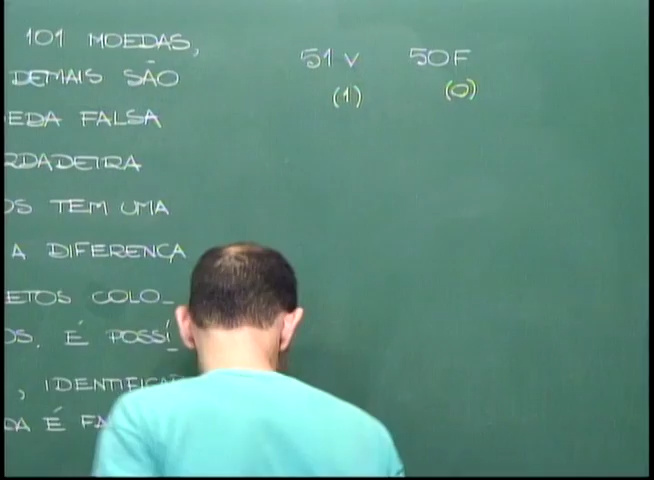 101 MOEDAS,
DEMAIS SÃO
EDA FALSA
RDADEIRA
OS TEM UMA
A DIFERENÇA
ETOS COLO-
OS. É POSSÍ-
, IDENTIFICA
DA É FA
51 V 50 F
(1) (0)